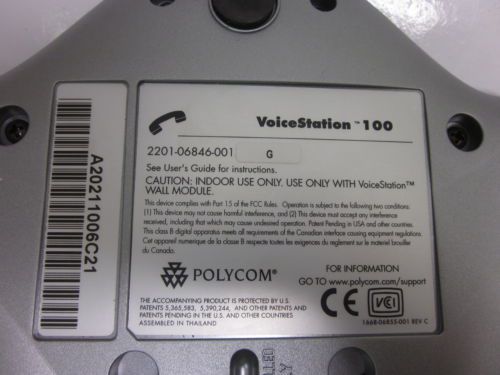 VoiceStation™ 100
2201-06846-001 G
See User's Guide for instructions.
CAUTION: INDOOR USE ONLY. USE ONLY WITH VoiceStation™
WALL MODULE.
This device complies with Part 15 of the FCC Rules. Operation is subject to the following two conditions:
(1) This device may not cause harmful interference, and (2) This device must accept any interference
received, including that which may cause undesired operation. Patent Pending in USA and other countries.
This class B digital apparatus meets all requirements of the Canadian interface causing equipment regulations.
Cet appareil numerique de la classe B respecte toutes les exigences du reglement sur le materiel brouiller
du Canada.
POLYCOM®
FOR INFORMATION
GO TO www.polycom.com/support
THE ACCOMPANYING PRODUCT IS PROTECTED BY U.S.
PATENTS 5,365,583, 5,390,244, AND OTHER PATENTS AND
PATENTS PENDING IN THE U.S. AND OTHER COUNTRIES
ASSEMBLED IN THAILAND
CE
VCI
1668-06855-001 REV C
A20211006C21